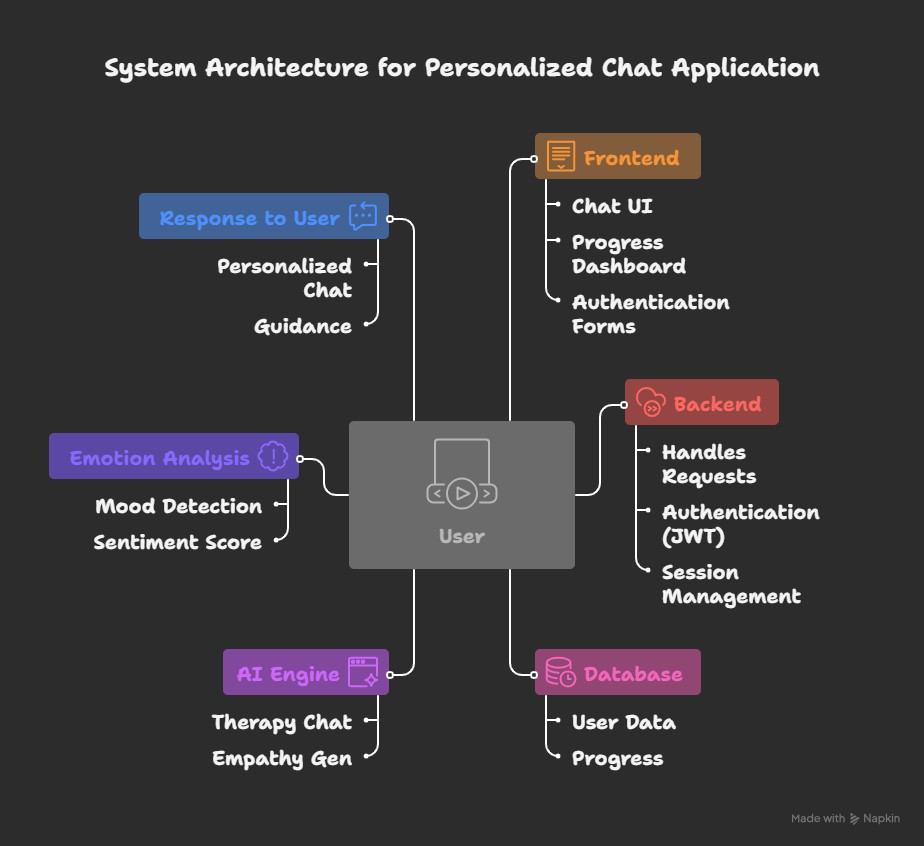 System Architecture for Personalized Chat Application
Frontend
Chat UI
Progress
Dashboard
Authentication
Forms
Response to User
Personalized
Chat
Guidance
Backend
Handles
Requests
Authentication
(JWT)
Session
Management
Emotion Analysis
Mood Detection
Sentiment Score
User
AI Engine
Therapy Chat
Empathy Gen
Database
User Data
Progress
Made with Napkin